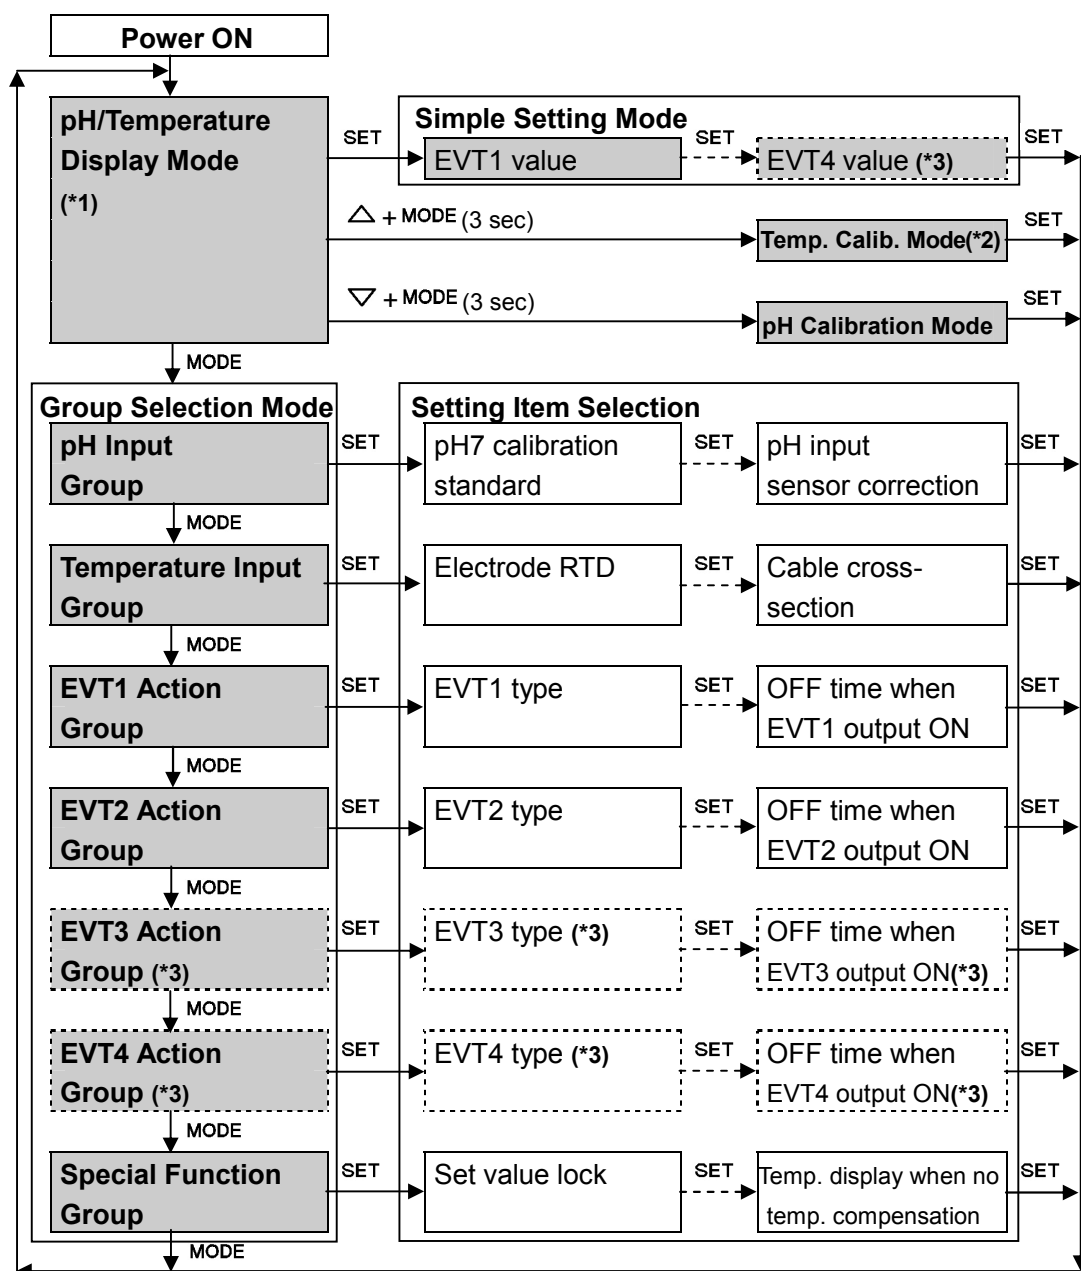 Power ON
pH/Temperature
Display Mode
(*1)
SET
Simple Setting Mode
EVT1 value
SET
EVT4 value (*3)
SET
△ + MODE (3 sec)
Temp. Calib. Mode(*2)
SET
▽ + MODE (3 sec)
pH Calibration Mode
SET
MODE
Group Selection Mode
Setting Item Selection
pH Input
Group
SET
pH7 calibration
standard
SET
pH input
sensor correction
SET
MODE
Temperature Input
Group
SET
Electrode RTD
SET
Cable cross-
section
SET
MODE
EVT1 Action
Group
SET
EVT1 type
SET
OFF time when
EVT1 output ON
SET
MODE
EVT2 Action
Group
SET
EVT2 type
SET
OFF time when
EVT2 output ON
SET
MODE
EVT3 Action
Group (*3)
SET
EVT3 type (*3)
SET
OFF time when
EVT3 output ON(*3)
SET
MODE
EVT4 Action
Group (*3)
SET
EVT4 type (*3)
SET
OFF time when
EVT4 output ON(*3)
SET
MODE
Special Function
Group
SET
Set value lock
SET
Temp. display when no
temp. compensation
SET
MODE